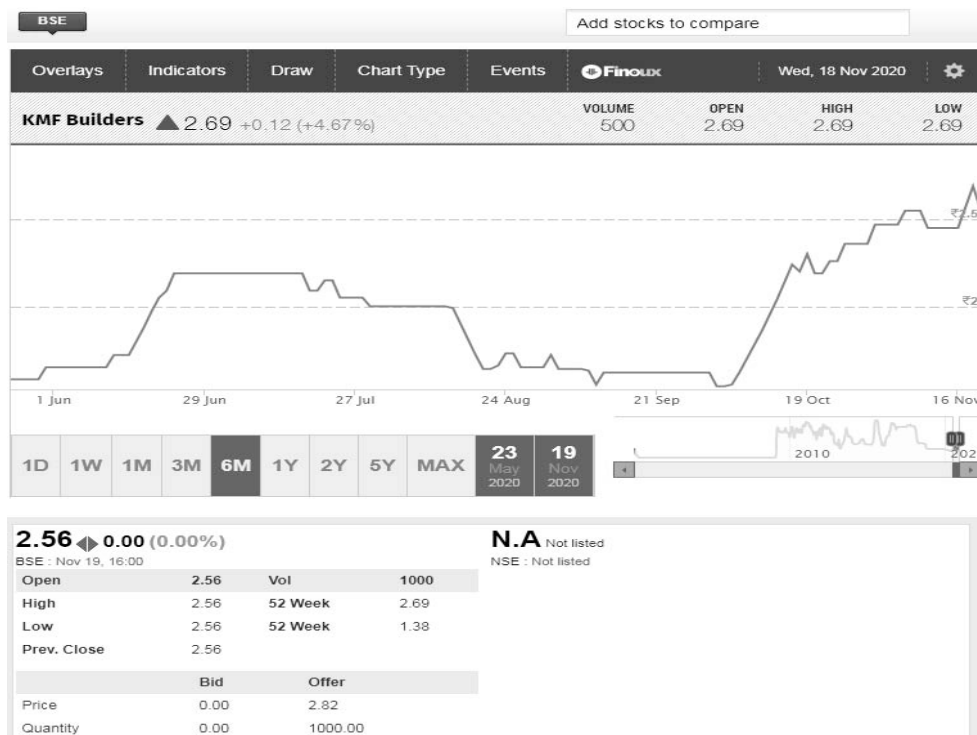 BSE
Add stocks to compare
Overlays Indicators Draw Chart Type Events Finoux Wed, 18 Nov 2020
KMF Builders 2.69 +0.12 (+4.67%)
VOLUME OPEN HIGH LOW
500 2.69 2.69 2.69
₹2.5
₹2
1 Jun 29 Jun 27 Jul 24 Aug 21 Sep 19 Oct 16 Nov
2010 202
1D 1W 1M 3M 6M 1Y 2Y 5Y MAX
23 May 2020
19 Nov 2020
2.56 0.00 (0.00%)
BSE : Nov 19, 16:00
N.A Not listed
NSE : Not listed
Open 2.56 Vol 1000
High 2.56 52 Week 2.69
Low 2.56 52 Week 1.38
Prev. Close 2.56
Bid Offer
Price 0.00 2.82
Quantity 0.00 1000.00